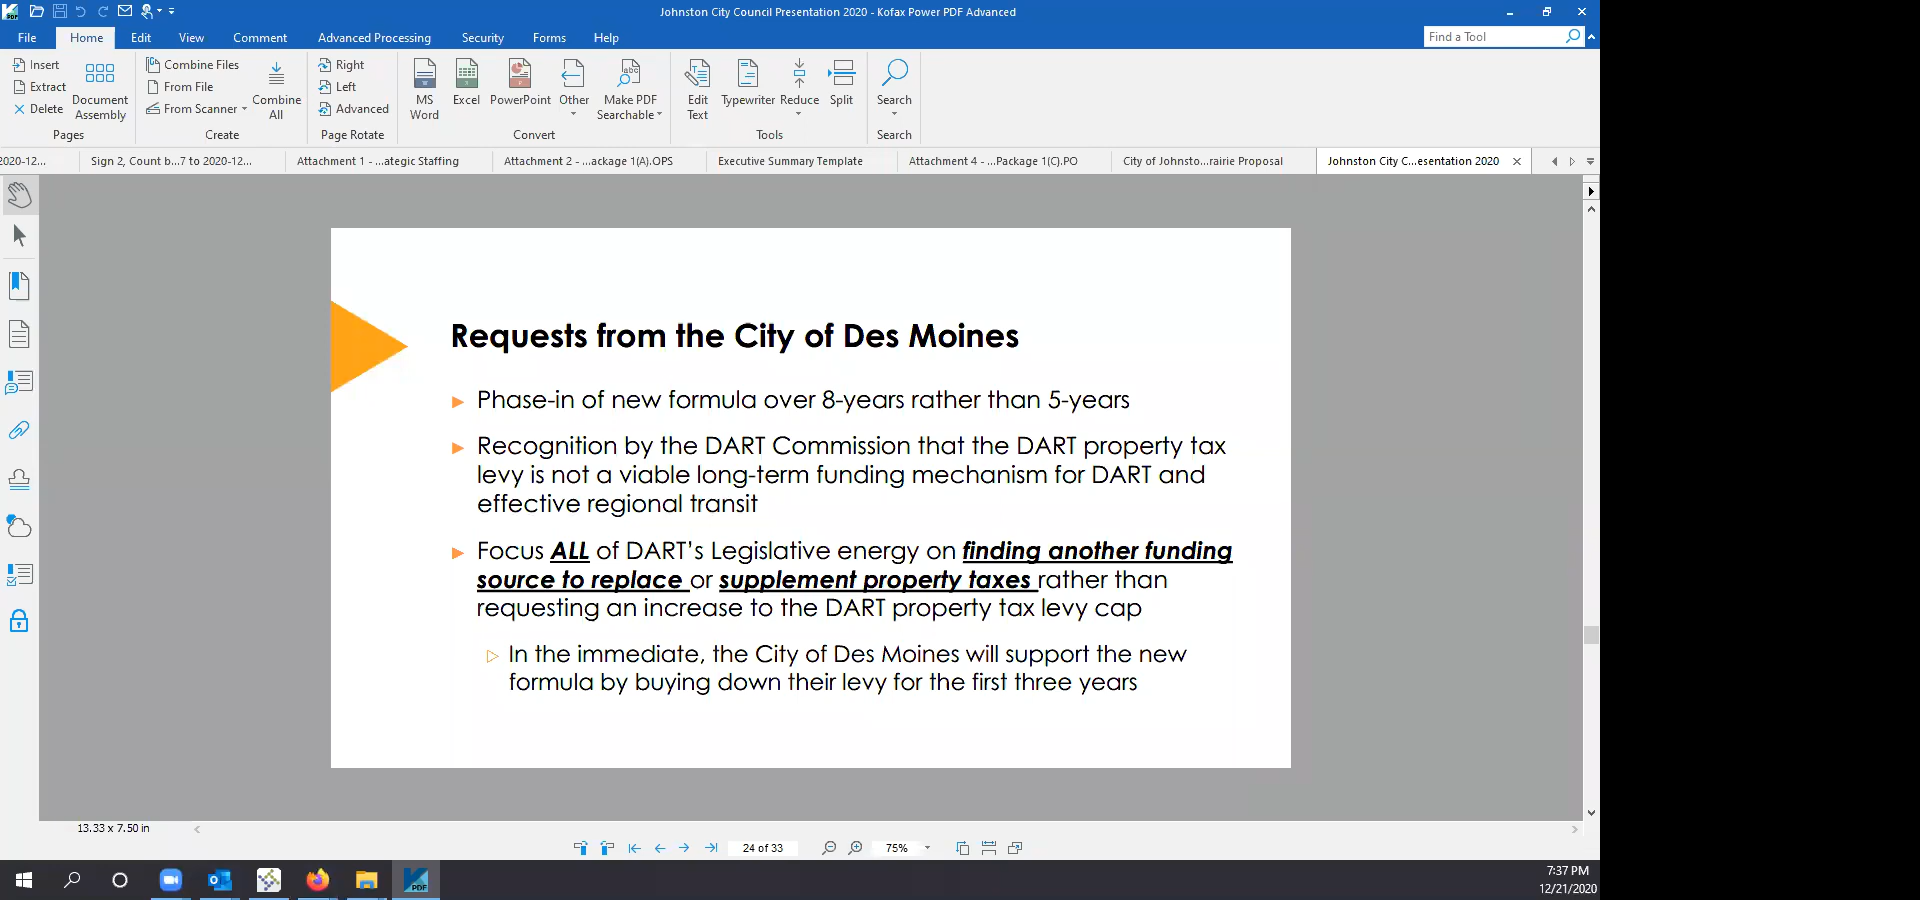 Johnston City Council Presentation 2020 - Kofax Power PDF Advanced
File Home Edit View Comment Advanced Processing Security Forms Help
Find a Tool
Insert
Extract
Delete
Document
Assembly
Pages
Combine Files
From File
From Scanner
Combine
All
Create
Right
Left
Advanced
Page Rotate
MS
Word
Excel
PowerPoint
Other
Make PDF
Searchable
Convert
Edit
Text
Typewriter
Reduce
Split
Tools
Search
Search
2020-12...
Sign 2, Count b...7 to 2020-12...
Attachment 1 - ...ategic Staffing
Attachment 2 - ...ackage 1(A).OPS
Executive Summary Template
Attachment 4 - ...Package 1(C).PO
City of Johnsto...rairie Proposal
Johnston City C...esentation 2020
Requests from the City of Des Moines
Phase-in of new formula over 8-years rather than 5-years
Recognition by the DART Commission that the DART property tax
levy is not a viable long-term funding mechanism for DART and
effective regional transit
Focus ALL of DART's Legislative energy on finding another funding
source to replace or supplement property taxes rather than
requesting an increase to the DART property tax levy cap
In the immediate, the City of Des Moines will support the new
formula by buying down their levy for the first three years
13.33 x 7.50 in
24 of 33
75%
PDF
7:37 PM
12/21/2020